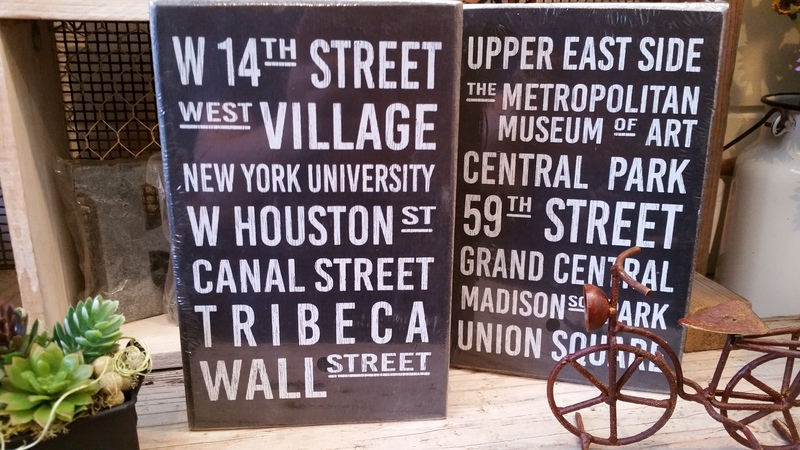 W 14TH STREET
WEST VILLAGE
NEW YORK UNIVERSITY
W HOUSTON ST
CANAL STREET
TRIBECA
WALL STREET
UPPER EAST SIDE
THE METROPOLITAN
MUSEUM OF ART
CENTRAL PARK
59TH STREET
GRAND CENTRAL
MADISON SQ PARK
UNION SQUARE